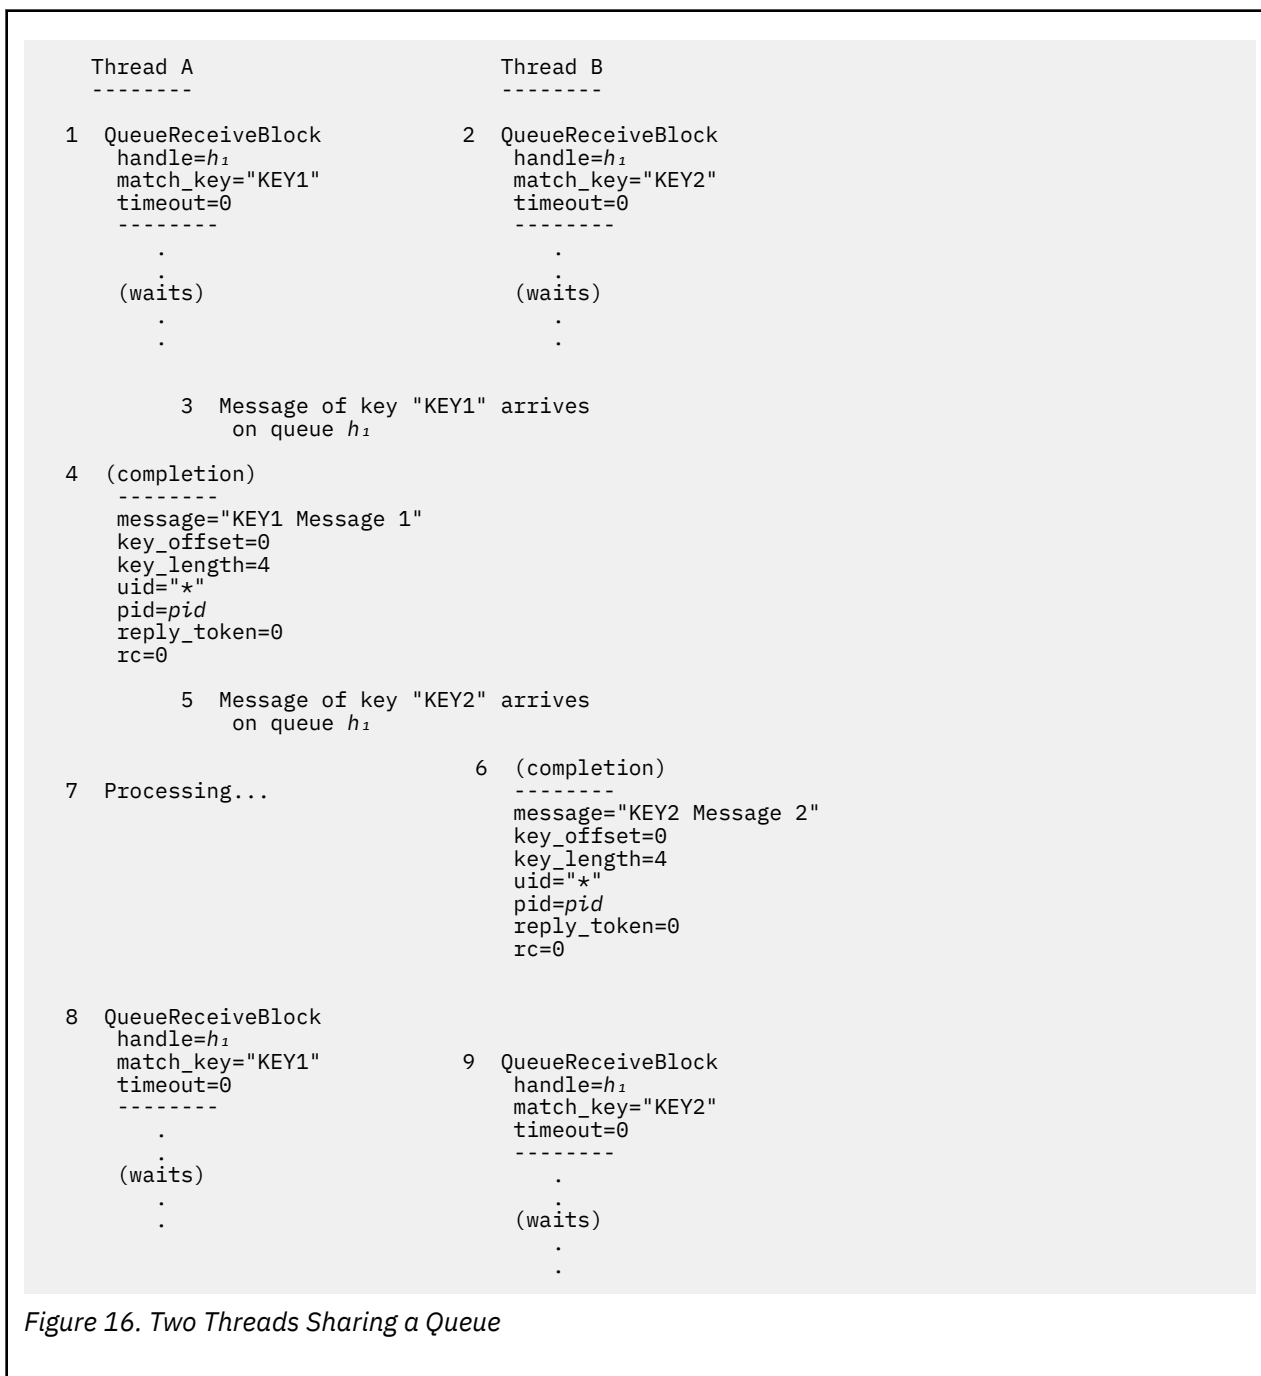 Thread A                        Thread B
--------                        --------
1  QueueReceiveBlock           2  QueueReceiveBlock
    handle=h₁                       handle=h₁
    match_key="KEY1"                match_key="KEY2"
    timeout=0                       timeout=0
    --------                        --------
       .                               .
       .                               .
    (waits)                         (waits)
       .                               .
       .                               .
         3  Message of key "KEY1" arrives
             on queue h₁
4  (completion)
    --------
    message="KEY1 Message 1"
    key_offset=0
    key_length=4
    uid="*"
    pid=pid
    reply_token=0
    rc=0
         5  Message of key "KEY2" arrives
             on queue h₁
                                6  (completion)
7  Processing...                    --------
                                    message="KEY2 Message 2"
                                    key_offset=0
                                    key_length=4
                                    uid="*"
                                    pid=pid
                                    reply_token=0
                                    rc=0
8  QueueReceiveBlock
    handle=h₁
    match_key="KEY1"           9  QueueReceiveBlock
    timeout=0                       handle=h₁
    --------                        match_key="KEY2"
       .                            timeout=0
       .                            --------
    (waits)                            .
       .                               .
       .                            (waits)
                                       .
                                       .
Figure 16. Two Threads Sharing a Queue